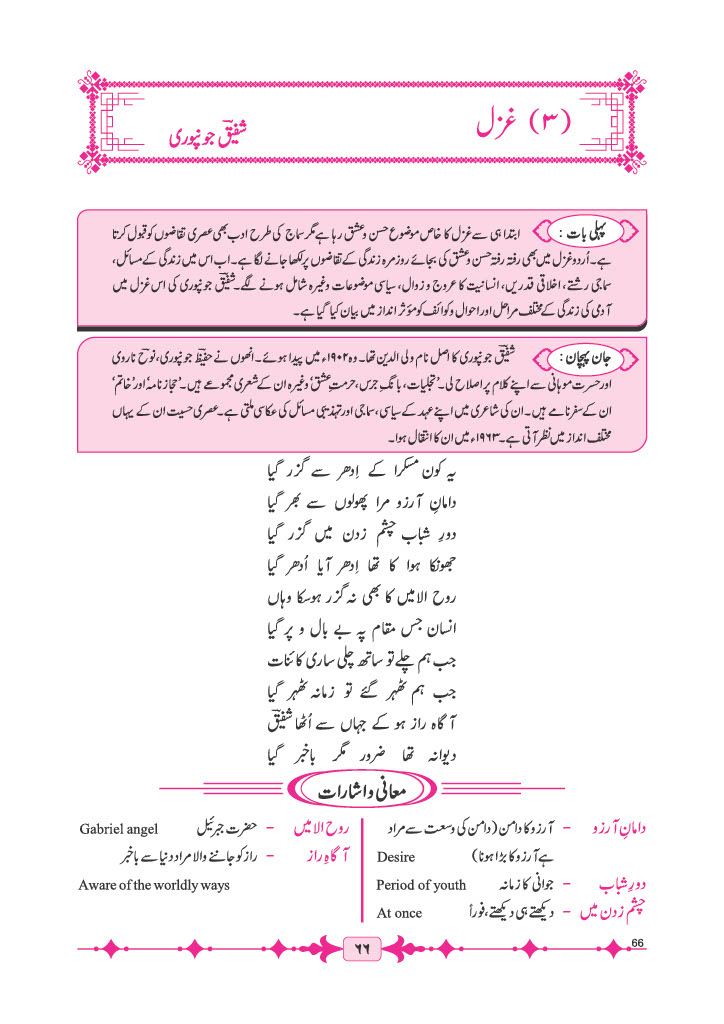 (۳) غزل
شفیقؔ جونپوری
پہلی بات : ابتدا ہی سے غزل کا خاص موضوع حسن و عشق رہا ہے مگر سماج کی طرح ادب بھی عصری تقاضوں کو قبول کرتا
ہے۔ اُردو غزل میں بھی رفتہ رفتہ حسن و عشق کی بجائے روزمرہ زندگی کے تقاضوں پر لکھا جانے لگا ہے۔ اب اس میں زندگی کے مسائل،
سماجی رشتے، اخلاقی قدریں، انسانیت کا عروج و زوال، سیاسی موضوعات وغیرہ شامل ہونے لگے۔ شفیقؔ جونپوری کی اس غزل میں
آدمی کی زندگی کے مختلف مراحل اور احوال و کوائف کو مؤثر انداز میں بیان کیا گیا ہے۔
جان پہچان : شفیقؔ جونپوری کا اصل نام ولی الدین تھا۔ وہ ۱۹۰۲ء میں پیدا ہوئے۔ انھوں نے حفیظؔ جونپوری، نوحؔ ناروی
اور حسرت موہانی سے اپنے کلام پر اصلاح لی۔ ’تجلیات، بانگِ جرس، حرمتِ عشق‘ وغیرہ ان کے شعری مجموعے ہیں۔ ’حجاز نامہ‘ اور ’خاتم‘
ان کے سفرنامے ہیں۔ ان کی شاعری میں اپنے عہد کے سیاسی، سماجی اور تہذیبی مسائل کی عکاسی ملتی ہے۔ عصری حسیت ان کے یہاں
مختلف انداز میں نظر آتی ہے۔ ۱۹۶۳ء میں ان کا انتقال ہوا۔
یہ کون مسکرا کے اِدھر سے گزر گیا
دامانِ آرزو مرا پھولوں سے بھر گیا
دورِ شباب چشم زدن میں گزر گیا
جھونکا ہوا کا تھا اِدھر آیا اُدھر گیا
روح الامیں کا بھی نہ گزر ہوسکا وہاں
انسان جس مقام پہ بے بال و پر گیا
جب ہم چلے تو ساتھ چلی ساری کائنات
جب ہم ٹھہر گئے تو زمانہ ٹھہر گیا
آگاہِ راز ہو کے جہاں سے اُٹھا شفیقؔ
دیوانہ تھا ضرور مگر باخبر گیا
معانی و اشارات
دامانِ آرزو – آرزو کا دامن (دامن کی وسعت سے مراد
ہے آرزو کا بڑا ہونا) Desire
دورِ شباب – جوانی کا زمانہ Period of youth
چشم زدن میں – دیکھتے ہی دیکھتے، فوراً At once
روح الامیں – حضرت جبرئیل Gabriel angel
آگاہِ راز – راز کو جاننے والا مراد دنیا سے باخبر
Aware of the worldly ways
۶۶
66